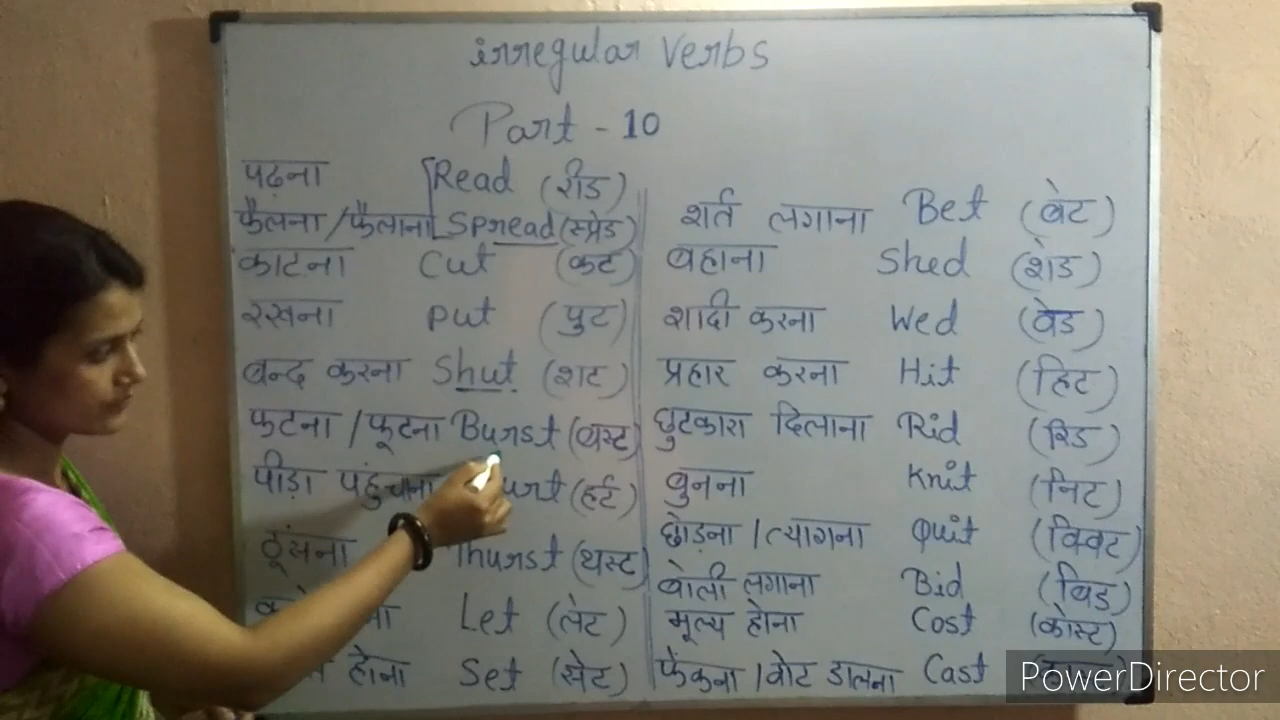 irregular verbs
Part - 10
पढ़ना Read (रीड)
फैलना /फैलाना Spread (स्प्रेड)
काटना Cut (कट)
रखना Put (पुट)
बन्द करना Shut (शट)
फटना /फूटना Burst (बर्स्ट)
पीड़ा पहुंचाना (हर्ट)
ठूंसना Thurst (थर्स्ट)
Let (लेट)
होना Set (सेट)
शर्त लगाना Bet (बेट)
बहाना Shed (शेड)
शादी करना Wed (वेड)
प्रहार करना Hit (हिट)
छुटकारा दिलाना Rid (रिड)
बुनना Knit (निट)
छोड़ना /त्यागना Quit (क्विट)
बोली लगाना Bid (बिड)
मूल्य होना Cost (कोस्ट)
फेंकना /वोट डालना Cast
PowerDirector